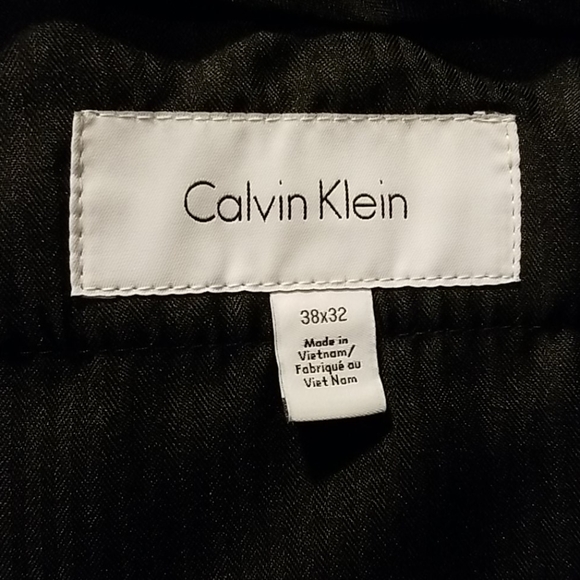 Calvin Klein
38x32
Made in
Vietnam/
Fabriqué au
Viet Nam